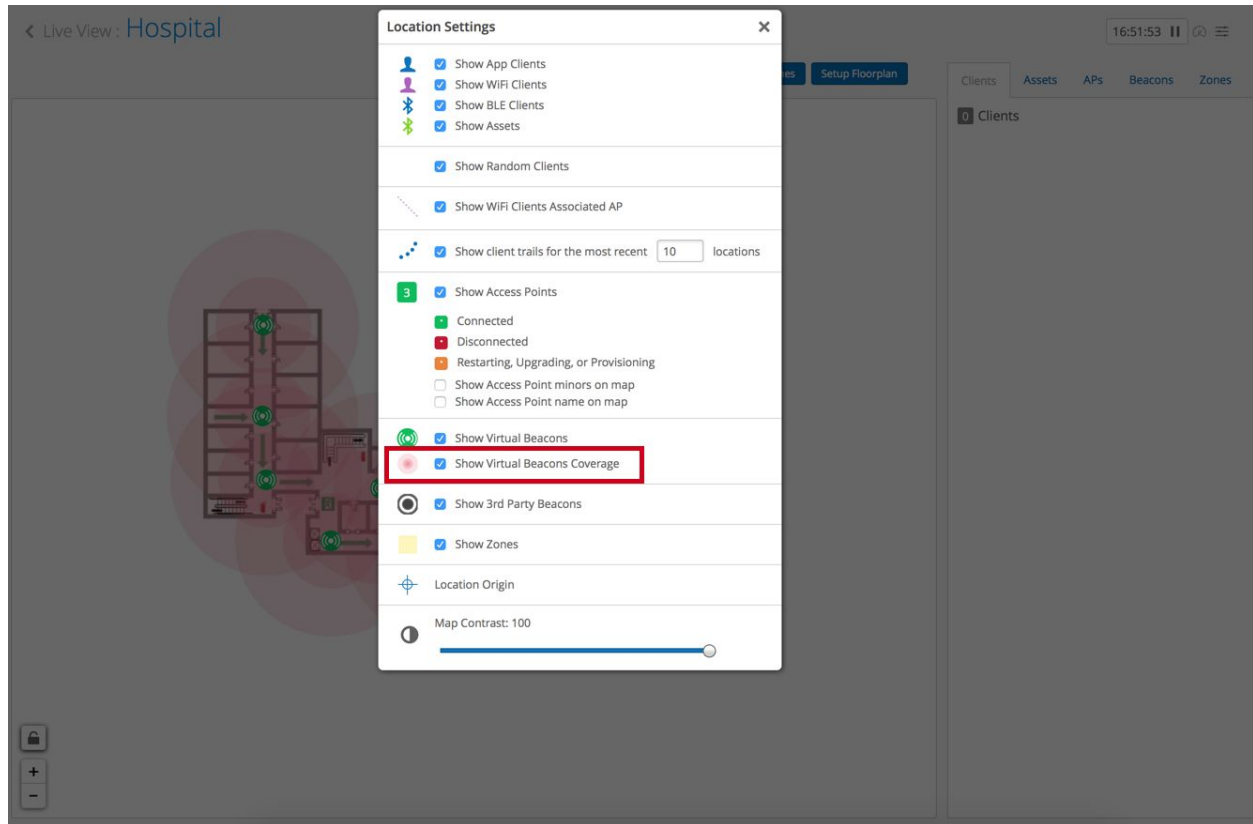 Live View : Hospital
16:51:53
es
Setup Floorplan
Clients
Assets
APs
Beacons
Zones
0 Clients
Location Settings
Show App Clients
Show WiFi Clients
Show BLE Clients
Show Assets
Show Random Clients
Show WiFi Clients Associated AP
Show client trails for the most recent 10 locations
3 Show Access Points
Connected
Disconnected
Restarting, Upgrading, or Provisioning
Show Access Point minors on map
Show Access Point name on map
Show Virtual Beacons
Show Virtual Beacons Coverage
Show 3rd Party Beacons
Show Zones
Location Origin
Map Contrast: 100